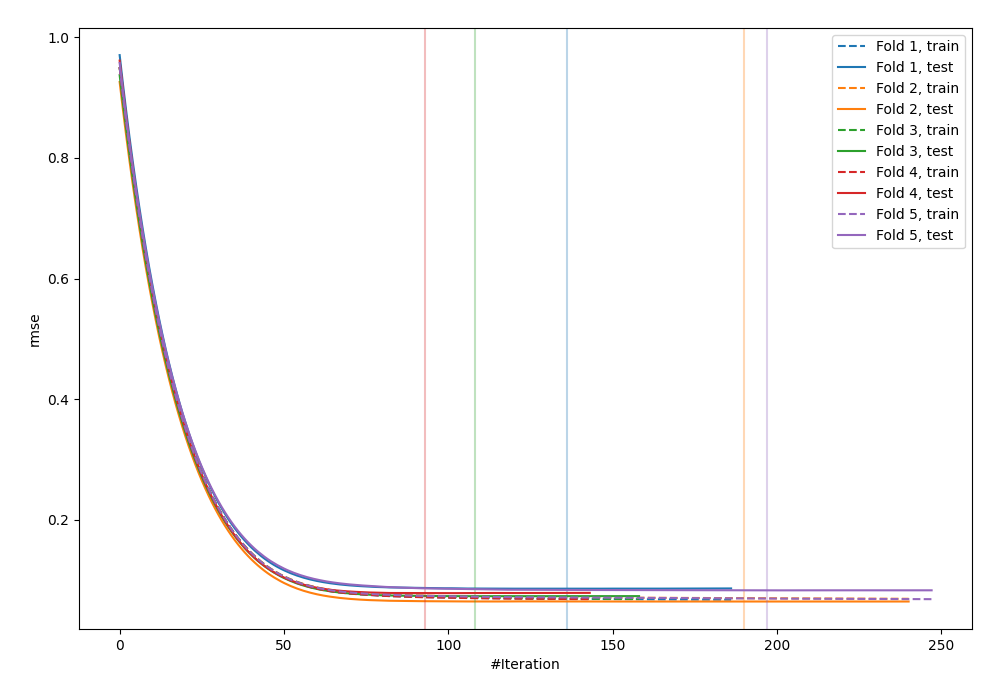 1.0
0.8
0.6
0.4
0.2
rmse
0
50
100
150
200
250
#Iteration
Fold 1, train
Fold 1, test
Fold 2, train
Fold 2, test
Fold 3, train
Fold 3, test
Fold 4, train
Fold 4, test
Fold 5, train
Fold 5, test